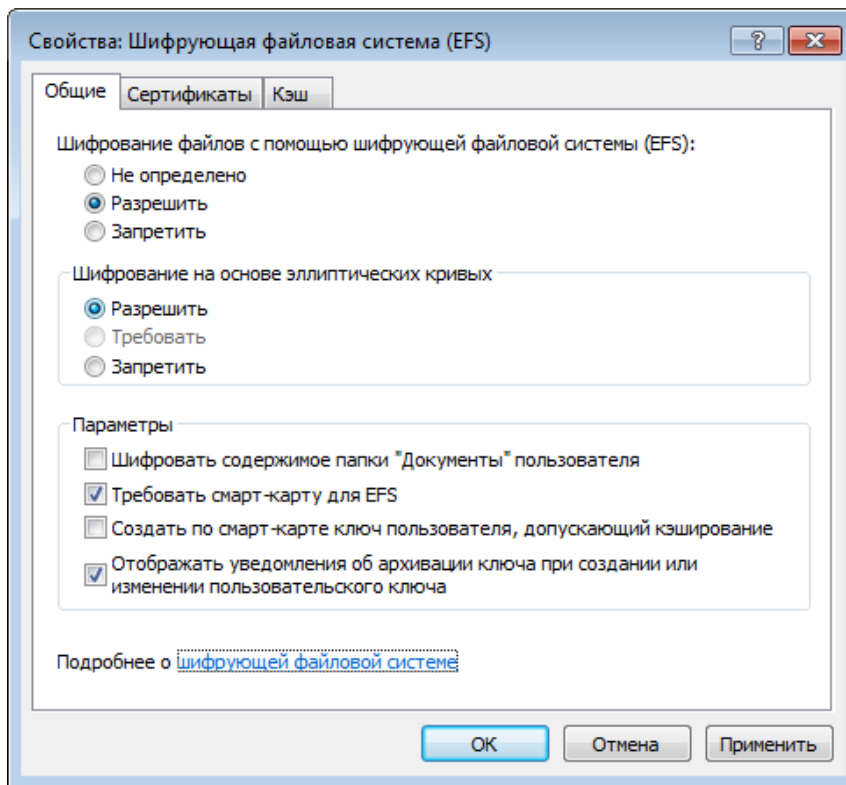 Свойства: Шифрующая файловая система (EFS)
Общие
Сертификаты
Кэш
Шифрование файлов с помощью шифрующей файловой системы (EFS):
Не определено
Разрешить
Запретить
Шифрование на основе эллиптических кривых
Разрешить
Требовать
Запретить
Параметры
Шифровать содержимое папки "Документы" пользователя
Требовать смарт-карту для EFS
Создать по смарт-карте ключ пользователя, допускающий кэширование
Отображать уведомления об архивации ключа при создании или
изменении пользовательского ключа
Подробнее о шифрующей файловой системе
ОК
Отмена
Применить